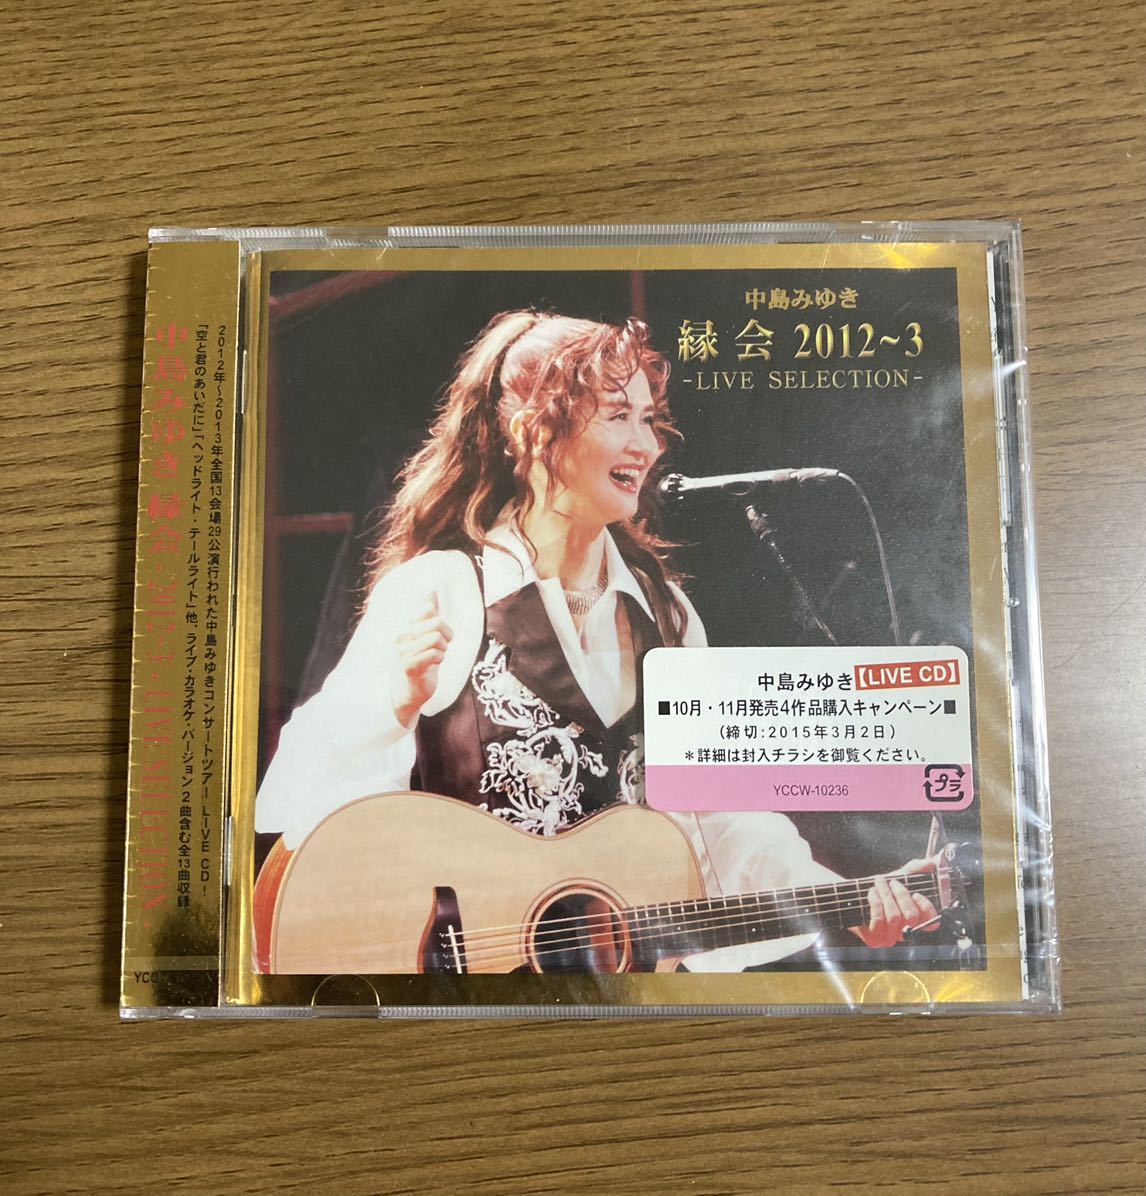 中島みゆき
縁会 2012~3
-LIVE SELECTION-
中島みゆき【LIVE CD】
■10月・11月発売4作品購入キャンペーン■
(締切:2015年3月2日)
*詳細は封入チラシを御覧ください。
YCCW-10236
プラ
2012年~2013年全国13会場29公演行われた中島みゆきコンサートツアー LIVE CD!
「空と君のあいだに」「ヘッドライト・テールライト」他、ライブ・カラオケ・バージョン2曲含む全13曲収録
中島みゆき 縁会 2012~3 - LIVE SELECTION -